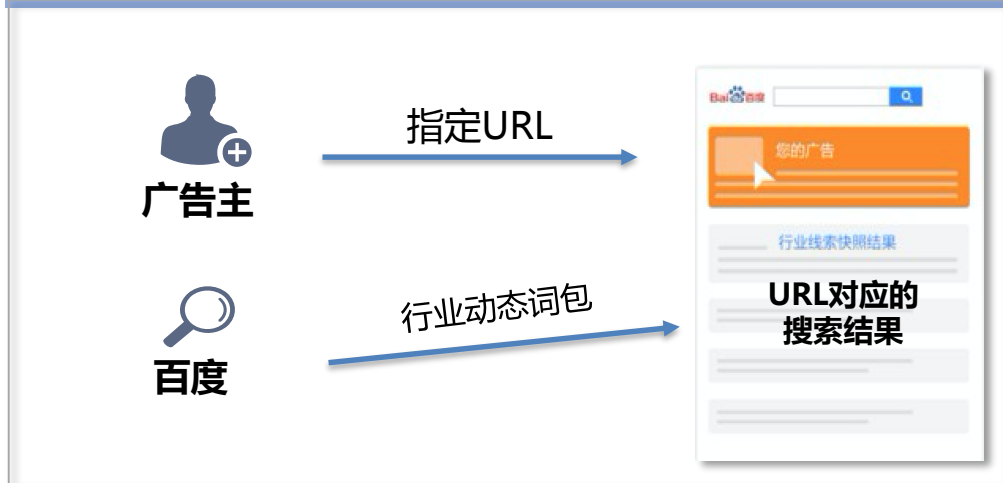 指定URL
广告主
行业动态词包
百度
Bai百度
您的广告
行业线索快照结果
URL对应的
搜索结果